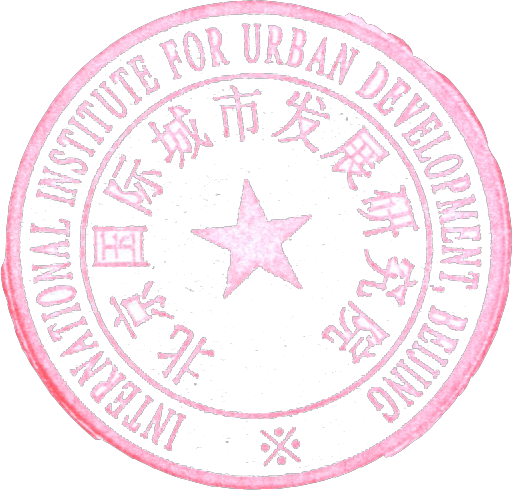 INTERNATIONAL INSTITUTE FOR URBAN DEVELOPMENT, BEIJING
北京国际城市发展研究院
※